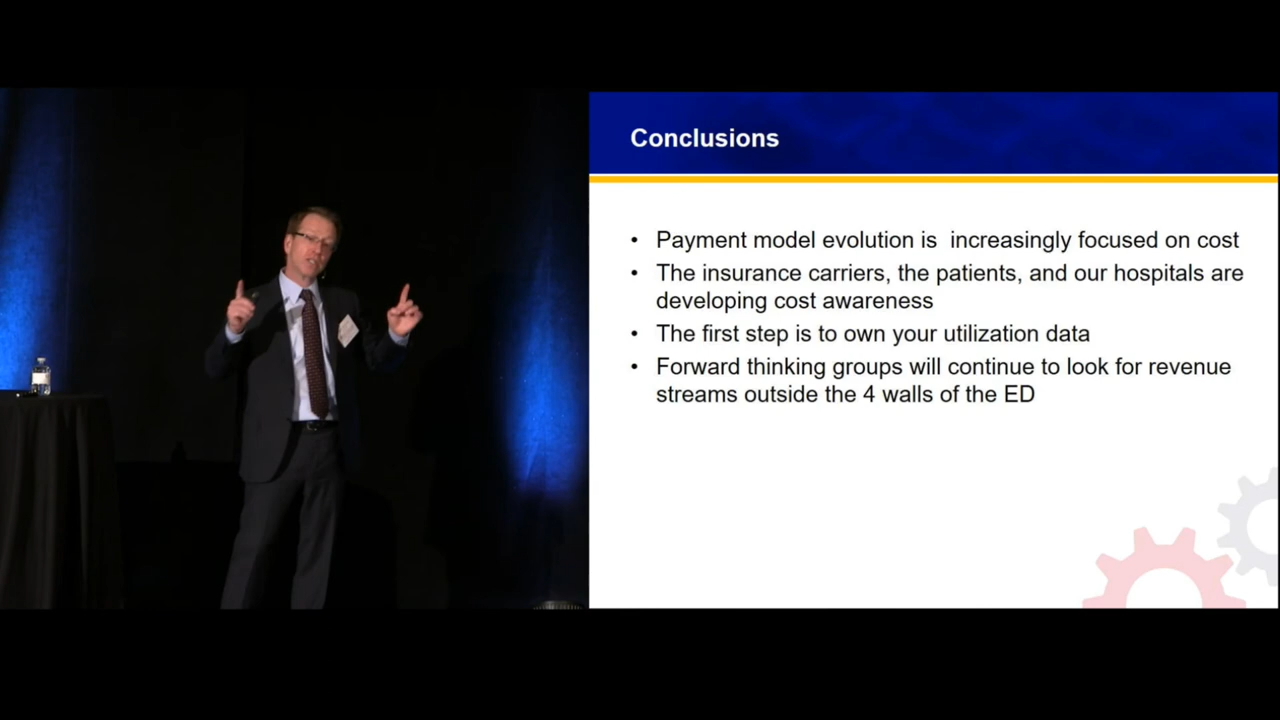 Conclusions
• Payment model evolution is  increasingly focused on cost
• The insurance carriers, the patients, and our hospitals are
developing cost awareness
• The first step is to own your utilization data
• Forward thinking groups will continue to look for revenue
streams outside the 4 walls of the ED